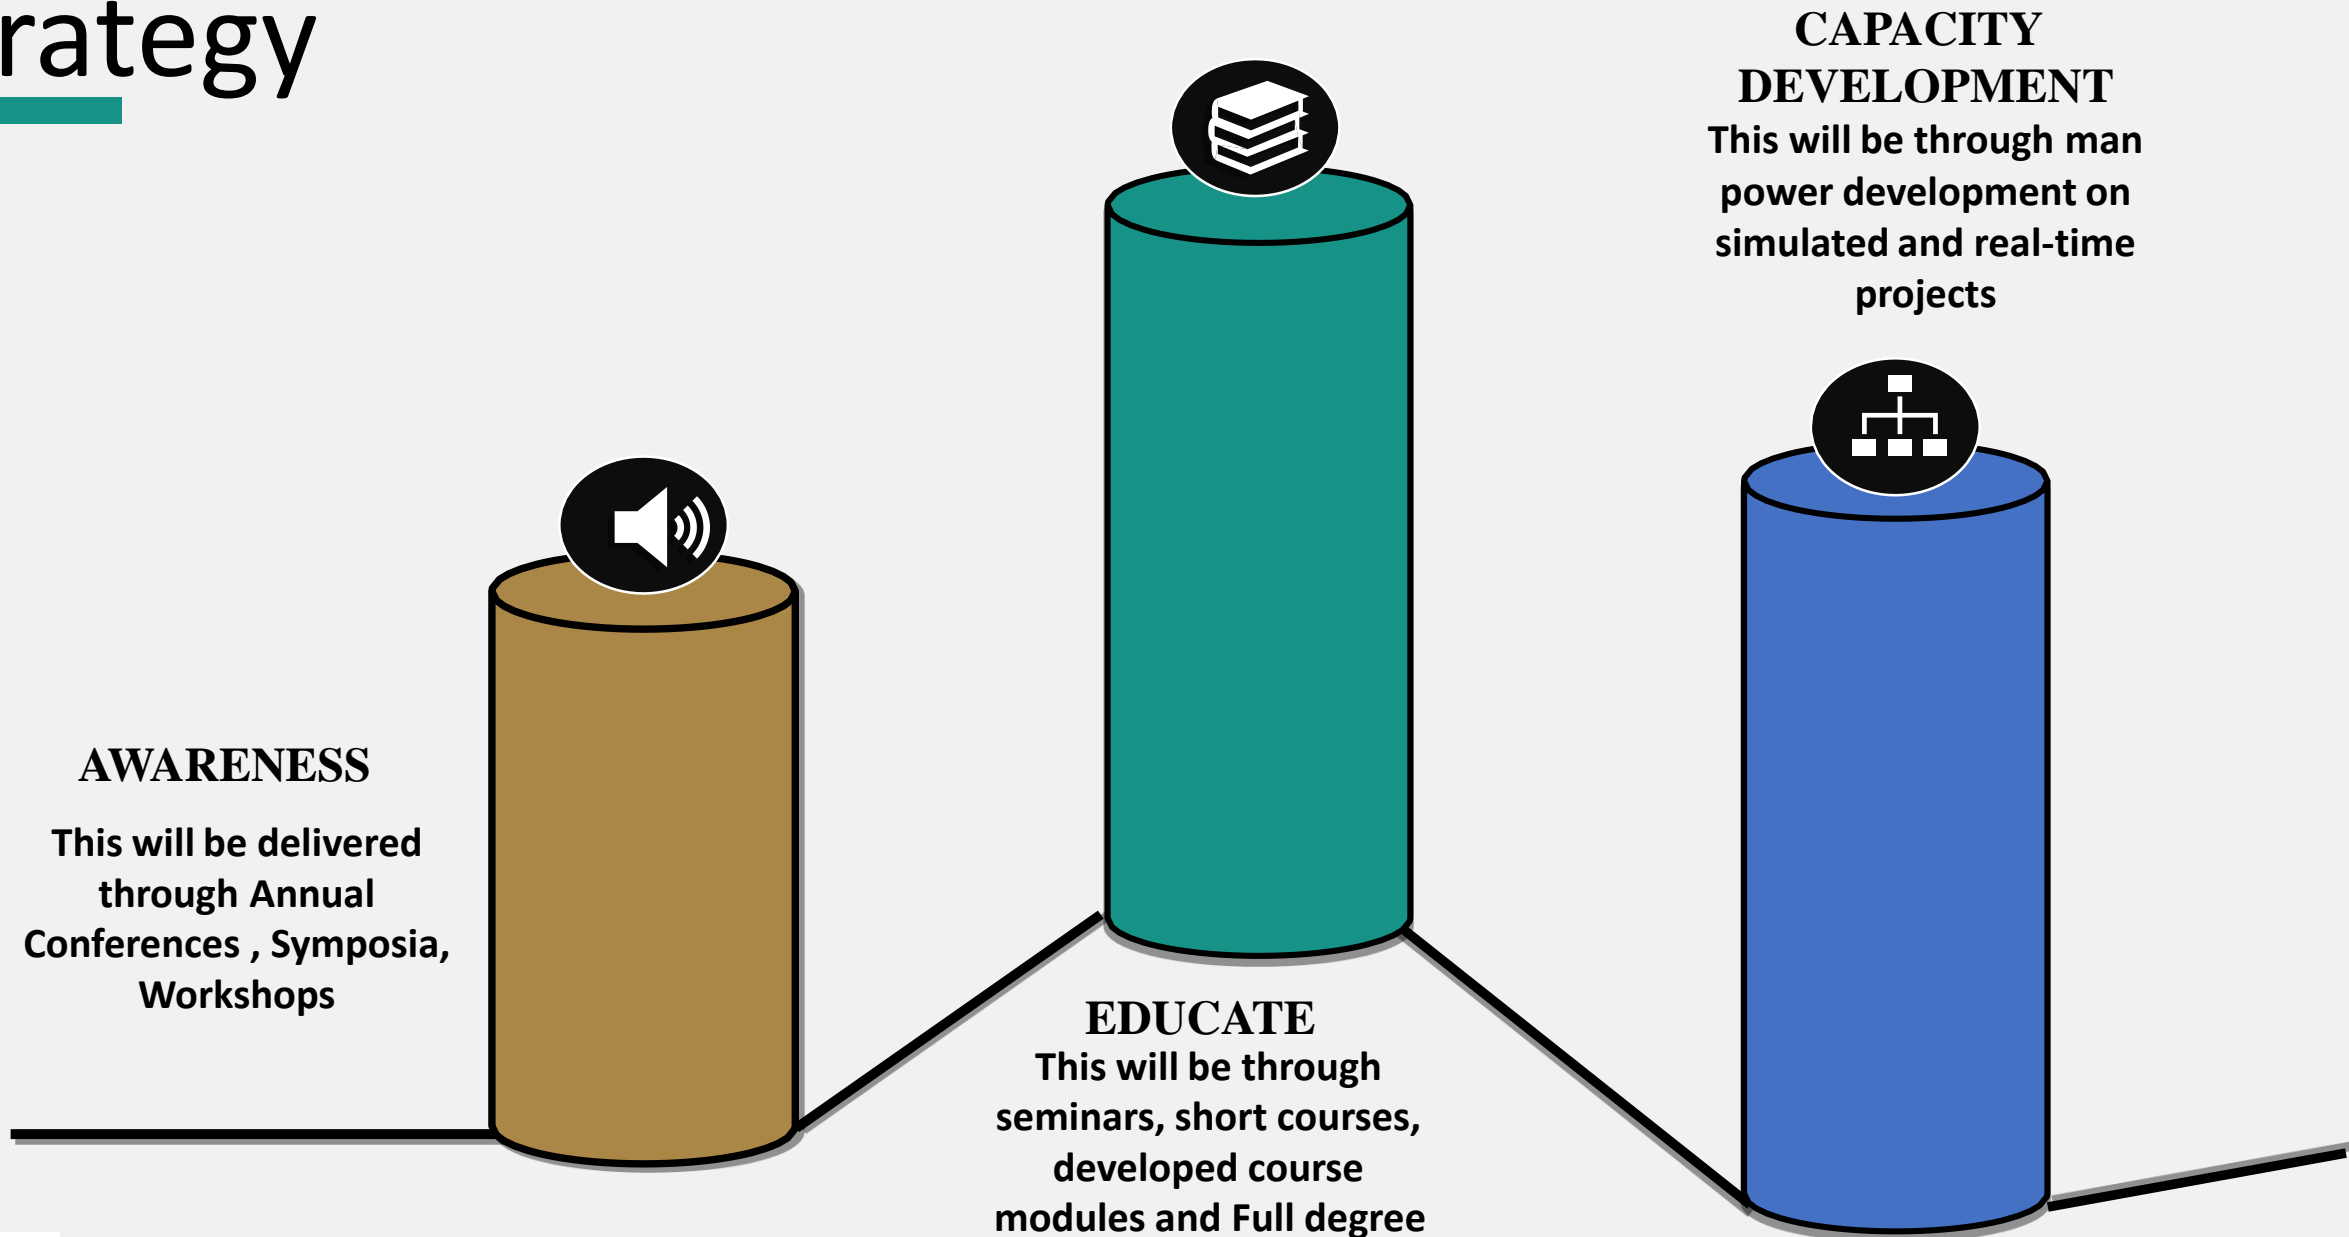 rategy
CAPACITY
DEVELOPMENT
This will be through man
power development on
simulated and real-time
projects
AWARENESS
This will be delivered
through Annual
Conferences , Symposia,
Workshops
EDUCATE
This will be through
seminars, short courses,
developed course
modules and Full degree